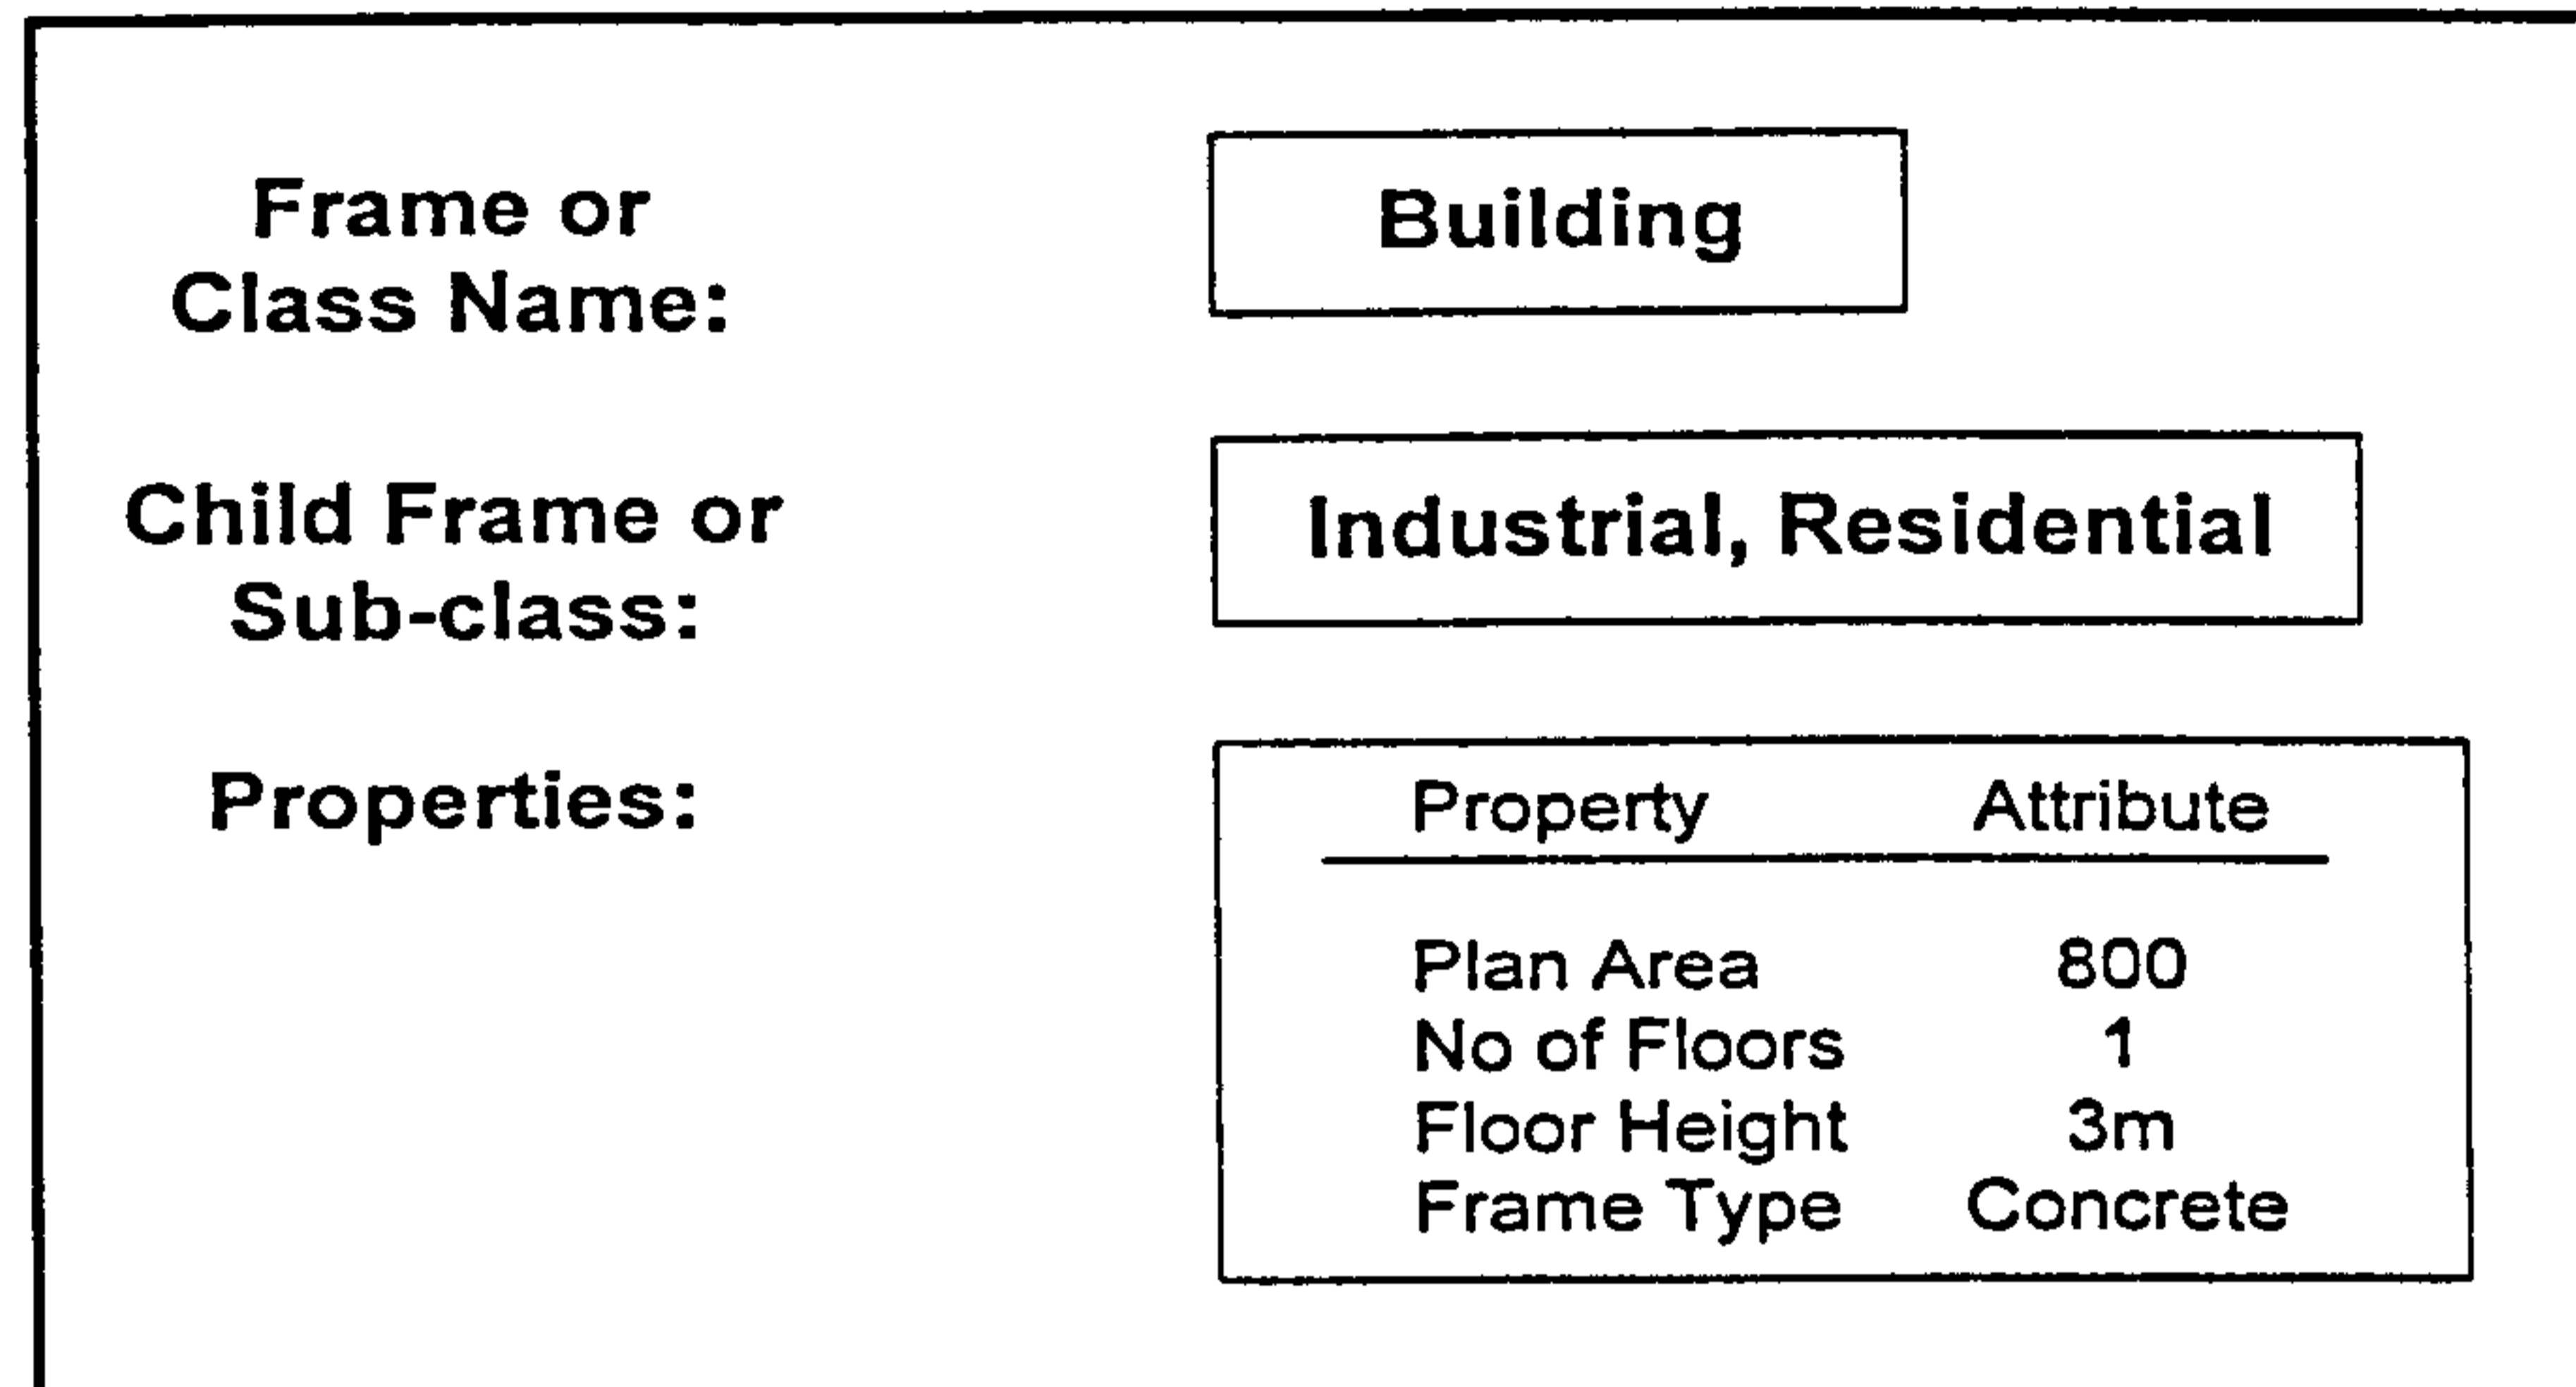 Frame or
Class Name:
Building
Child Frame or
Sub-class:
Industrial, Residential
Properties:
Property Attribute
Plan Area 800
No of Floors 1
Floor Height 3m
Frame Type Concrete